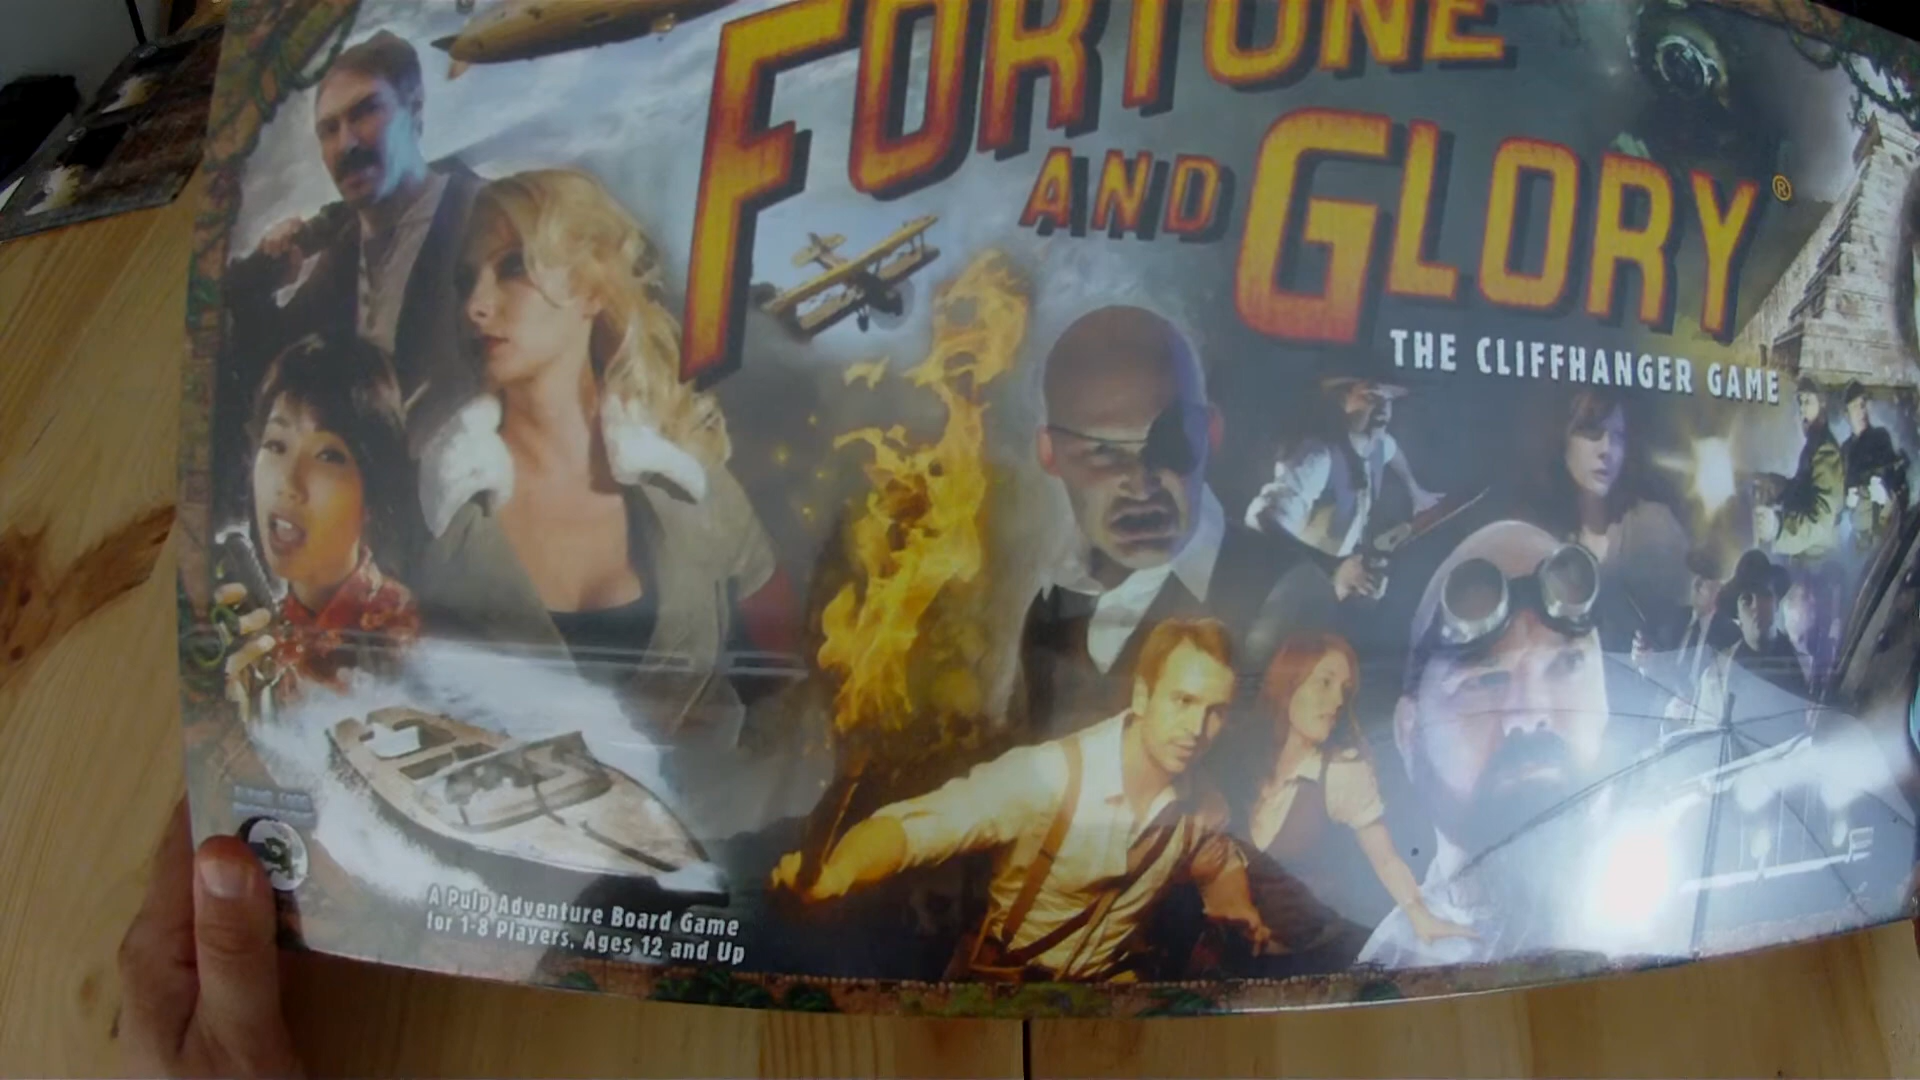 FORTUNE
AND GLORY®
THE CLIFFHANGER GAME
A Pulp Adventure Board Game
for 1-8 Players, Ages 12 and Up